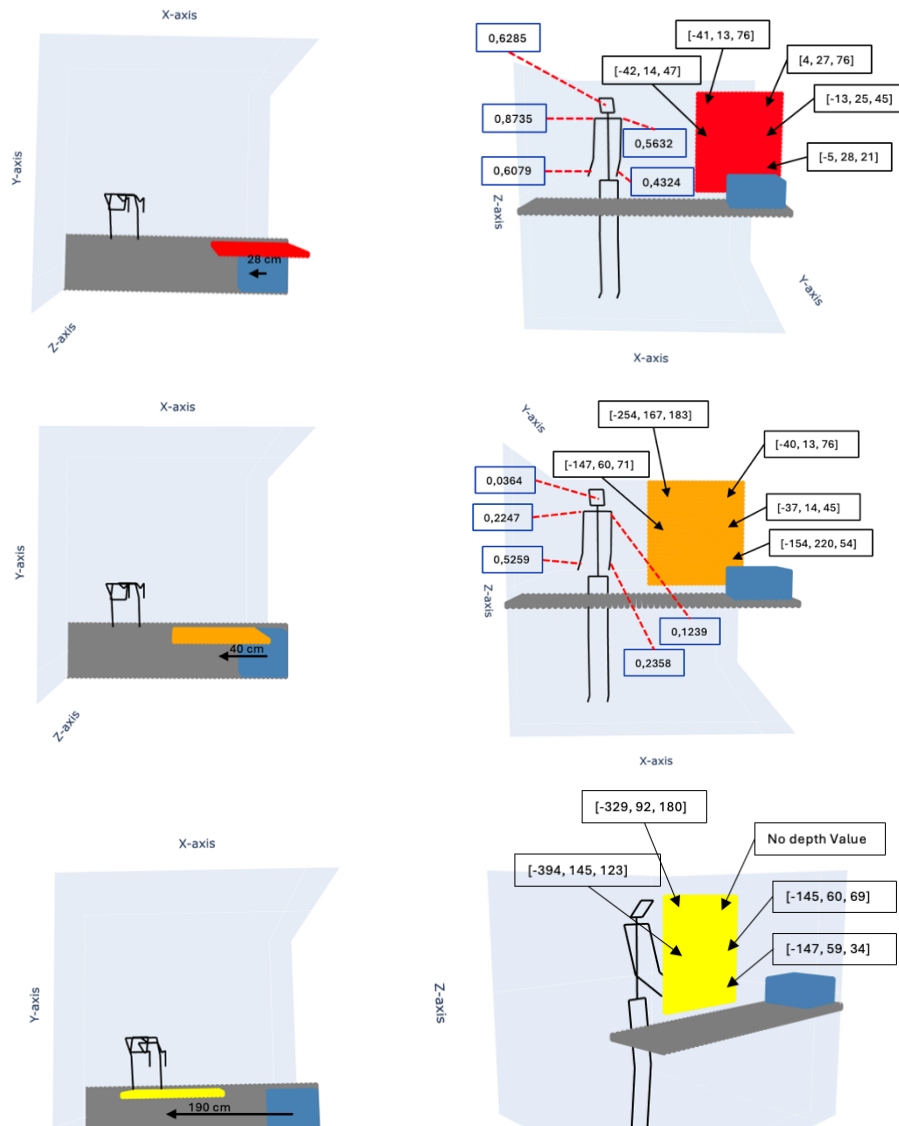 X-axis
Y-axis
28 cm
Z-axis
0,6285
[-41, 13, 76]
[4, 27, 76]
[-42, 14, 47]
[-13, 25, 45]
0,8735
0,5632
[-5, 28, 21]
0,6079
0,4324
Z-axis
Y-axis
X-axis
X-axis
Y-axis
40 cm
Z-axis
[-254, 167, 183]
Y-axis
[-40, 13, 76]
[-147, 60, 71]
0,0364
[-37, 14, 45]
0,2247
[-154, 220, 54]
0,5259
Z-axis
0,1239
0,2358
X-axis
X-axis
Y-axis
190 cm
[-329, 92, 180]
No depth Value
[-394, 145, 123]
[-145, 60, 69]
[-147, 59, 34]
Z-axis